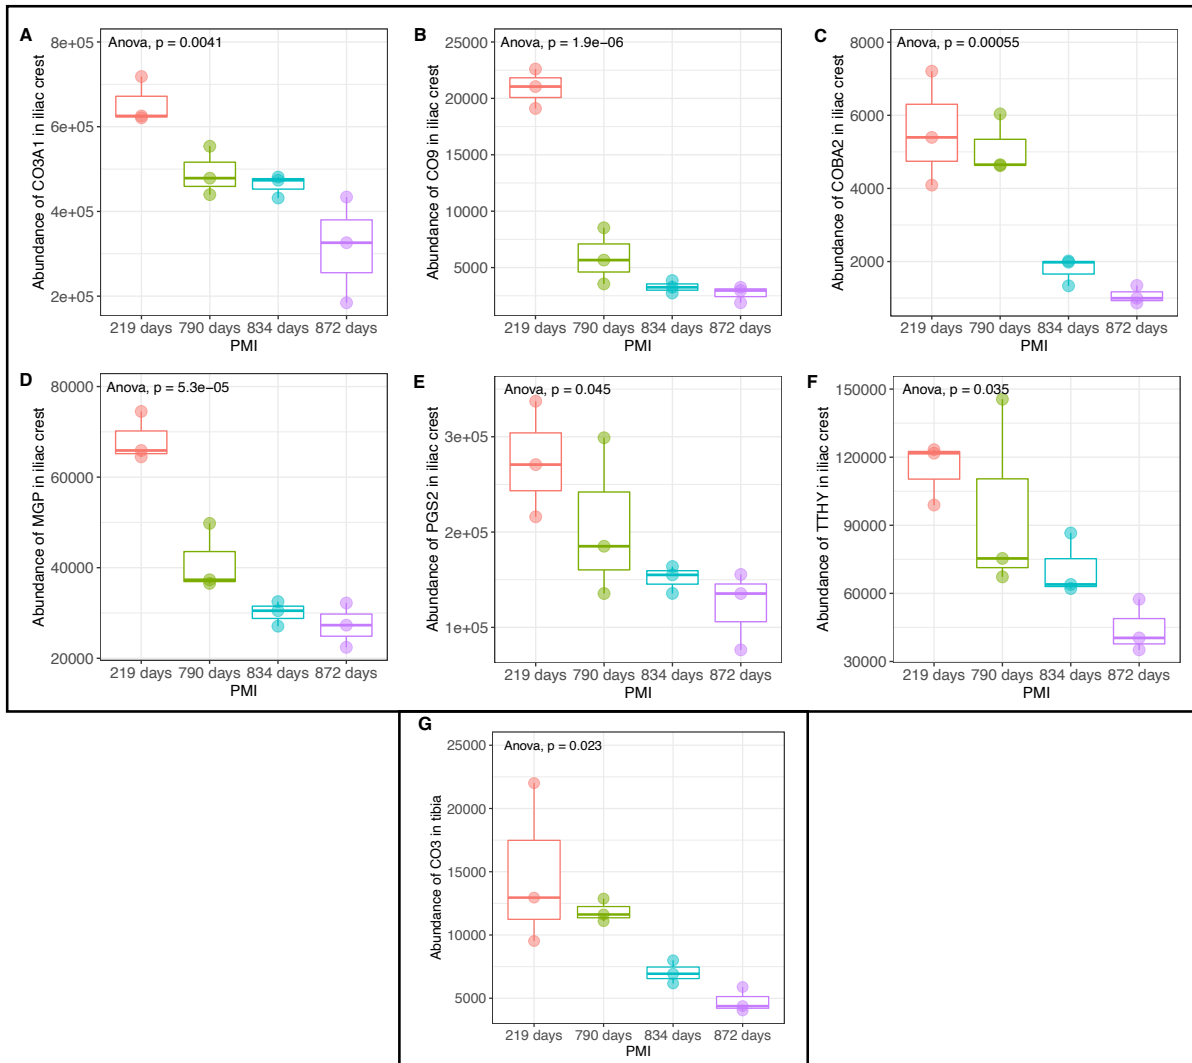 A
Anova, p = 0.0041
Abundance of CO3A1 in iliac crest
8e+05
6e+05
4e+05
2e+05
219 days 790 days 834 days 872 days
PMI
B
Anova, p = 1.9e−06
Abundance of CO9 in iliac crest
25000
20000
15000
10000
5000
219 days 790 days 834 days 872 days
PMI
C
Anova, p = 0.00055
Abundance of COBA2 in iliac crest
8000
6000
4000
2000
219 days 790 days 834 days 872 days
PMI
D
Anova, p = 5.3e−05
Abundance of MGP in iliac crest
80000
60000
40000
20000
219 days 790 days 834 days 872 days
PMI
E
Anova, p = 0.045
Abundance of PGS2 in iliac crest
3e+05
2e+05
1e+05
219 days 790 days 834 days 872 days
PMI
F
Anova, p = 0.035
Abundance of TTHY in iliac crest
150000
120000
90000
60000
30000
219 days 790 days 834 days 872 days
PMI
G
Anova, p = 0.023
Abundance of CO3 in tibia
25000
20000
15000
10000
5000
219 days 790 days 834 days 872 days
PMI